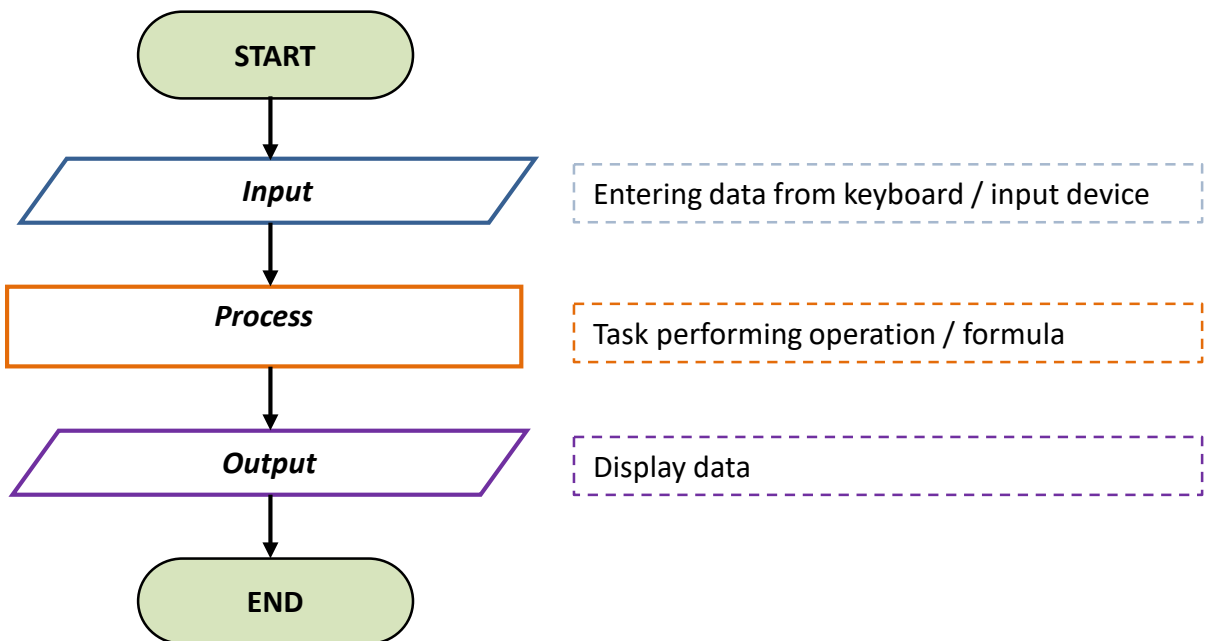 START
Input
Entering data from keyboard / input device
Process
Task performing operation / formula
Output
Display data
END